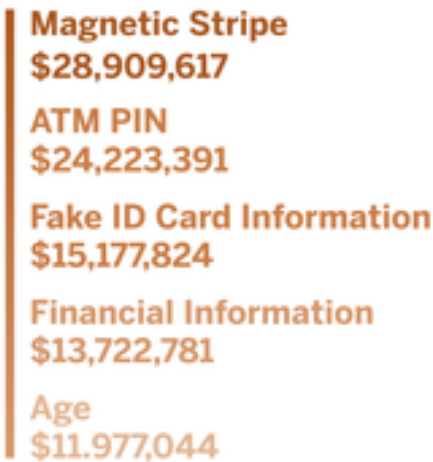 Magnetic Stripe
$28,909,617
ATM PIN
$24,223,391
Fake ID Card Information
$15,177,824
Financial Information
$13,722,781
Age
$11.977,044